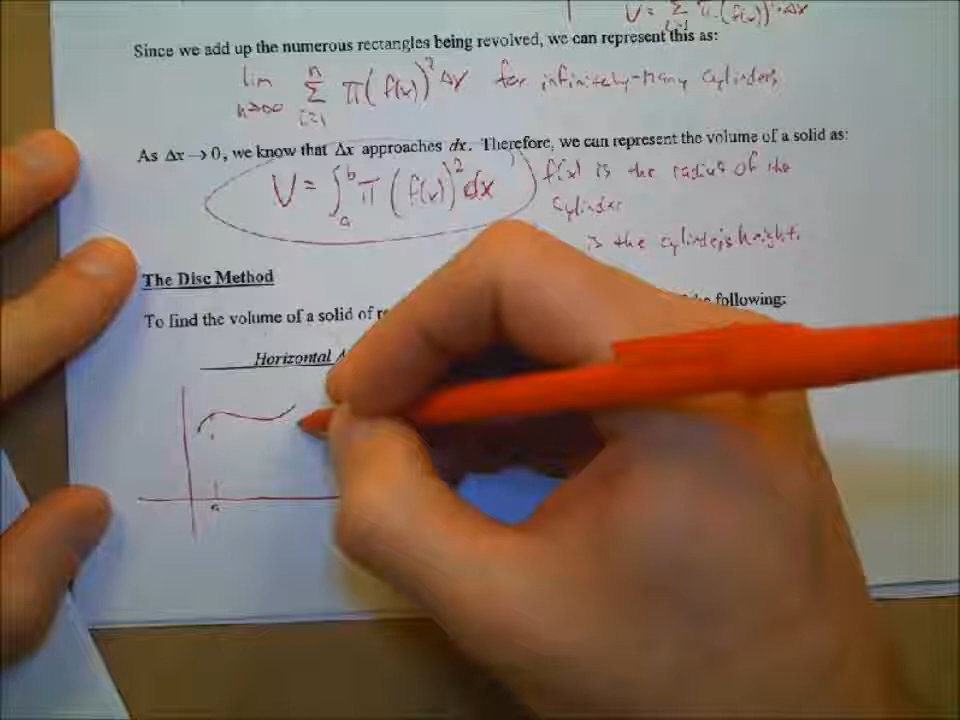 V = Σ π (f(x))² · Δx
Since we add up the numerous rectangles being revolved, we can represent this as:
lim n→∞ Σ n i=1 π(f(x))² Δx for infinitely-many cylinders
As Δx → 0, we know that Δx approaches dx. Therefore, we can represent the volume of a solid as:
V = ∫ₐᵇ π (f(x))² dx f(x) is the radius of the
cylinder
is the cylinder's height.
The Disc Method
To find the volume of a solid of following:
Horizontal
a